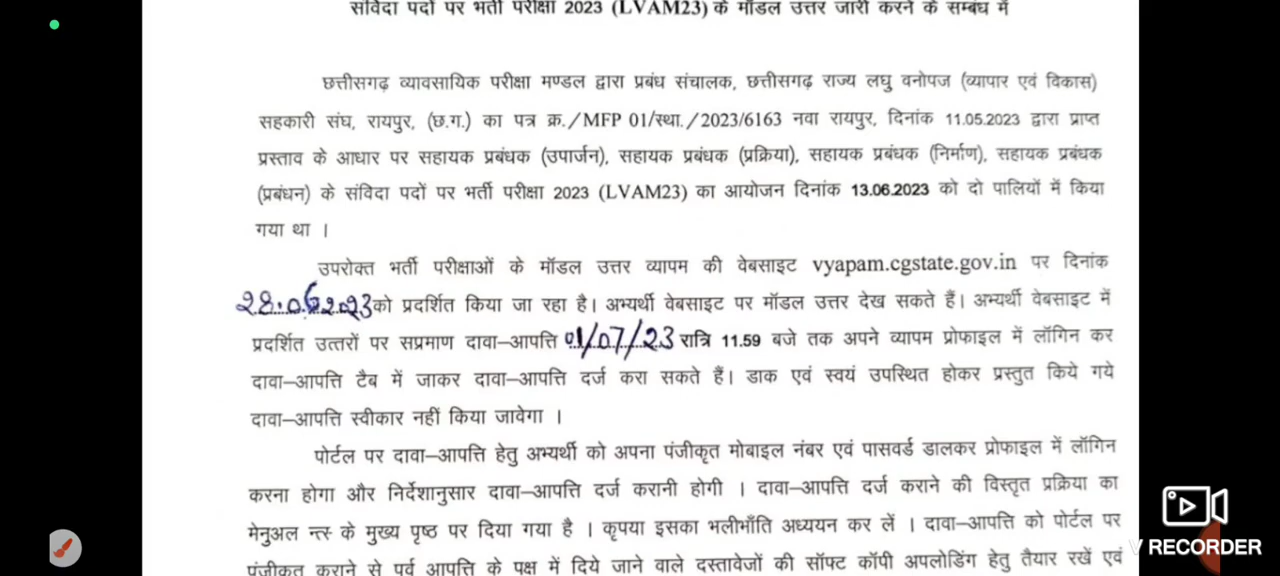 संविदा पदों पर भर्ती परीक्षा 2023 (LVAM23) के मॉडल उत्तर जारी करने के सम्बंध में
छत्तीसगढ़ व्यावसायिक परीक्षा मण्डल द्वारा प्रबंध संचालक, छत्तीसगढ़ राज्य लघु वनोपज (व्यापार एवं विकास)
सहकारी संघ, रायपुर, (छ.ग.) का पत्र क्र./MFP 01/स्था./2023/6163 नवा रायपुर, दिनांक 11.05.2023 द्वारा प्राप्त
प्रस्ताव के आधार पर सहायक प्रबंधक (उपार्जन), सहायक प्रबंधक (प्रक्रिया), सहायक प्रबंधक (निर्माण), सहायक प्रबंधक
(प्रबंधन) के संविदा पदों पर भर्ती परीक्षा 2023 (LVAM23) का आयोजन दिनांक 13.06.2023 को दो पालियों में किया
गया था ।
उपरोक्त भर्ती परीक्षाओं के मॉडल उत्तर व्यापम की वेबसाइट vyapam.cgstate.gov.in पर दिनांक
28.06.2023 को प्रदर्शित किया जा रहा है। अभ्यर्थी वेबसाइट पर मॉडल उत्तर देख सकते हैं। अभ्यर्थी वेबसाइट में
प्रदर्शित उत्तरों पर सप्रमाण दावा–आपत्ति 01/07/23 रात्रि 11.59 बजे तक अपने व्यापम प्रोफाइल में लॉगिन कर
दावा–आपत्ति टैब में जाकर दावा–आपत्ति दर्ज करा सकते हैं। डाक एवं स्वयं उपस्थित होकर प्रस्तुत किये गये
दावा–आपत्ति स्वीकार नहीं किया जावेगा ।
पोर्टल पर दावा–आपत्ति हेतु अभ्यर्थी को अपना पंजीकृत मोबाइल नंबर एवं पासवर्ड डालकर प्रोफाइल में लॉगिन
करना होगा और निर्देशानुसार दावा–आपत्ति दर्ज करानी होगी । दावा–आपत्ति दर्ज कराने की विस्तृत प्रक्रिया का
मेनुअल के मुख्य पृष्ठ पर दिया गया है । कृपया इसका भलीभाँति अध्ययन कर लें । दावा–आपत्ति को पोर्टल पर
पंजीकृत कराने से पूर्व आपत्ति के पक्ष में दिये जाने वाले दस्तावेजों की सॉफ्ट कॉपी अपलोडिंग हेतु तैयार रखें एवं
V RECORDER